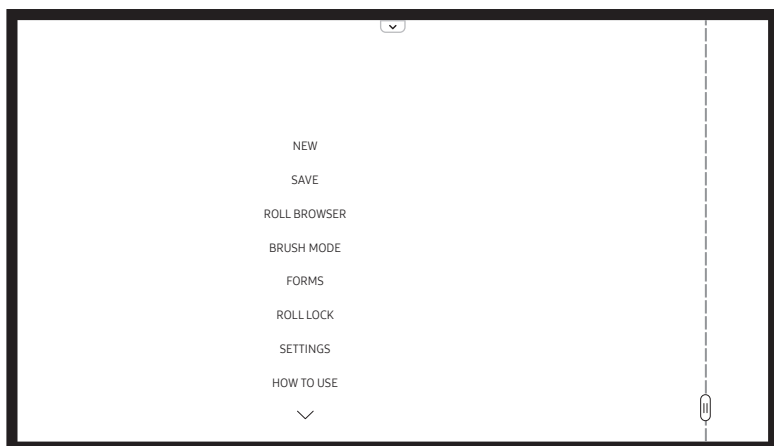 NEW
SAVE
ROLL BROWSER
BRUSH MODE
FORMS
ROLL LOCK
SETTINGS
HOW TO USE